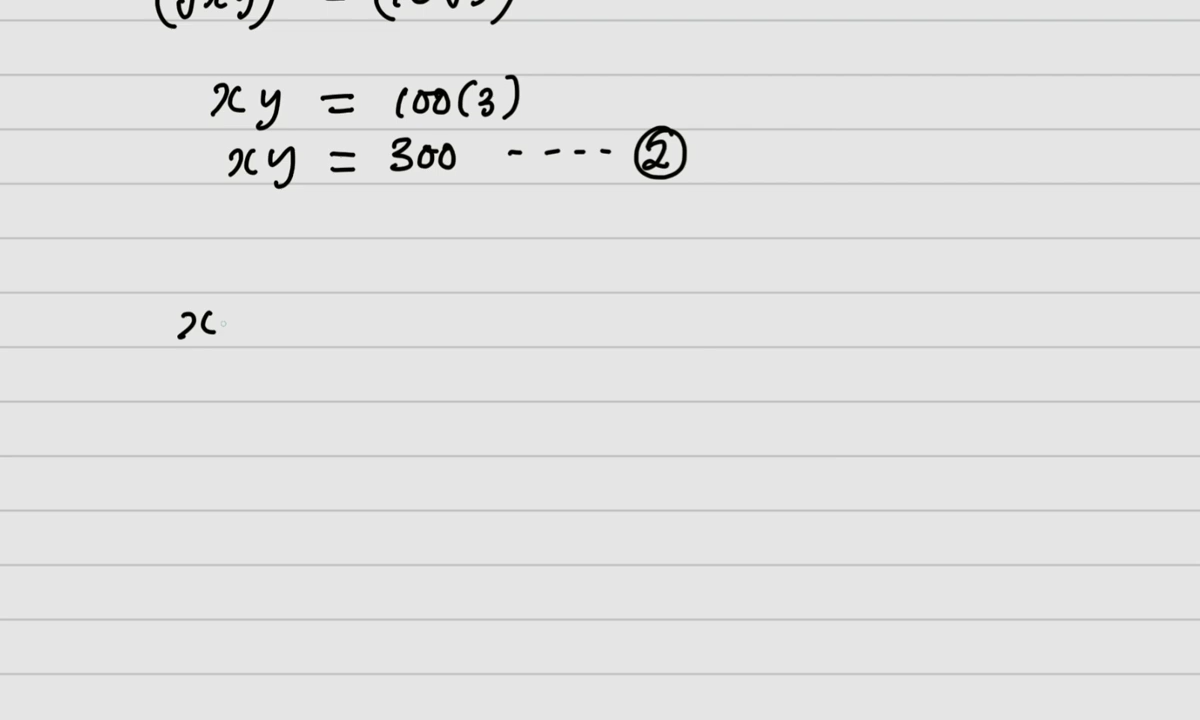 xy = 100(3)
xy = 300 ---- ②
x